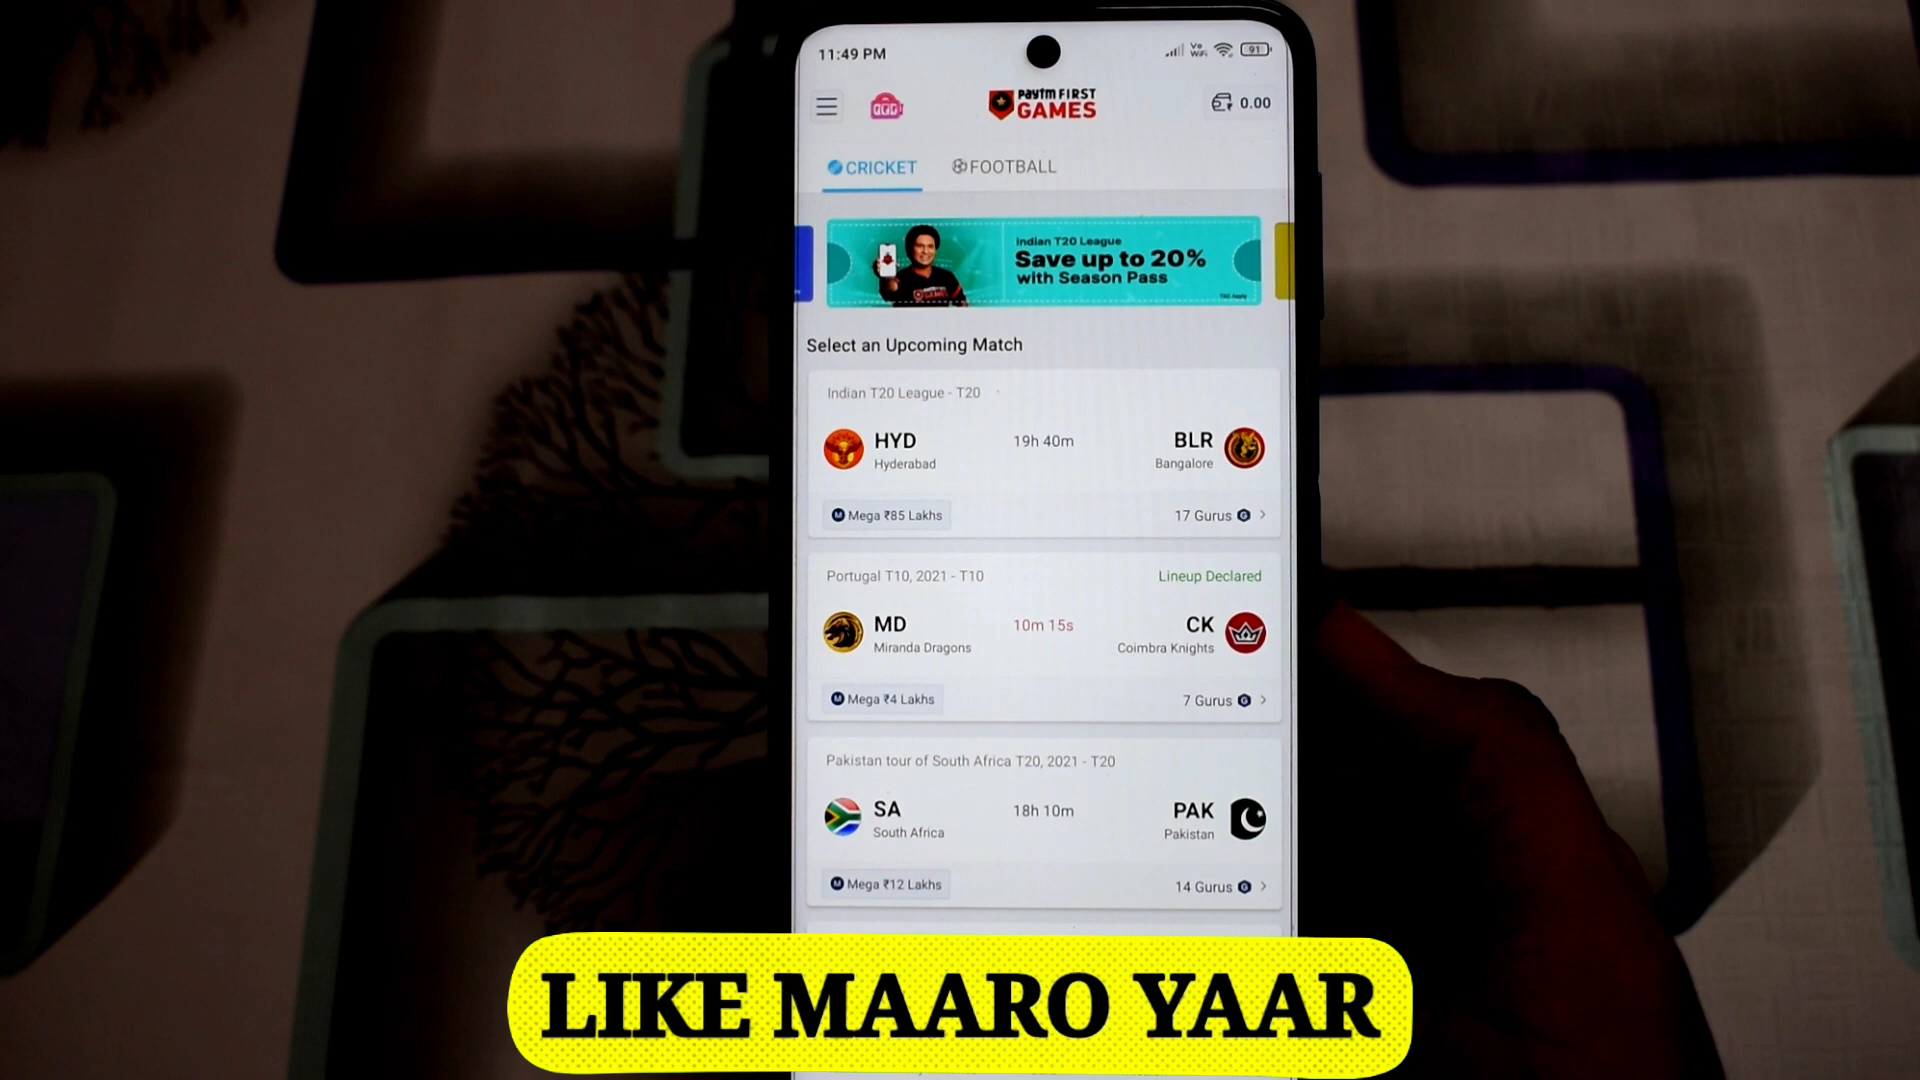 11:49 PM
Vo
WiFi
91
Paytm FIRST
GAMES
0.00
CRICKET
FOOTBALL
Indian T20 League
Save up to 20%
with Season Pass
Select an Upcoming Match
Indian T20 League - T20
HYD 19h 40m BLR
Hyderabad Bangalore
M Mega ₹85 Lakhs 17 Gurus G >
Portugal T10, 2021 - T10 Lineup Declared
MD 10m 15s CK
Miranda Dragons Coimbra Knights
M Mega ₹4 Lakhs 7 Gurus G >
Pakistan tour of South Africa T20, 2021 - T20
SA 18h 10m PAK
South Africa Pakistan
M Mega ₹12 Lakhs 14 Gurus G >
LIKE MAARO YAAR